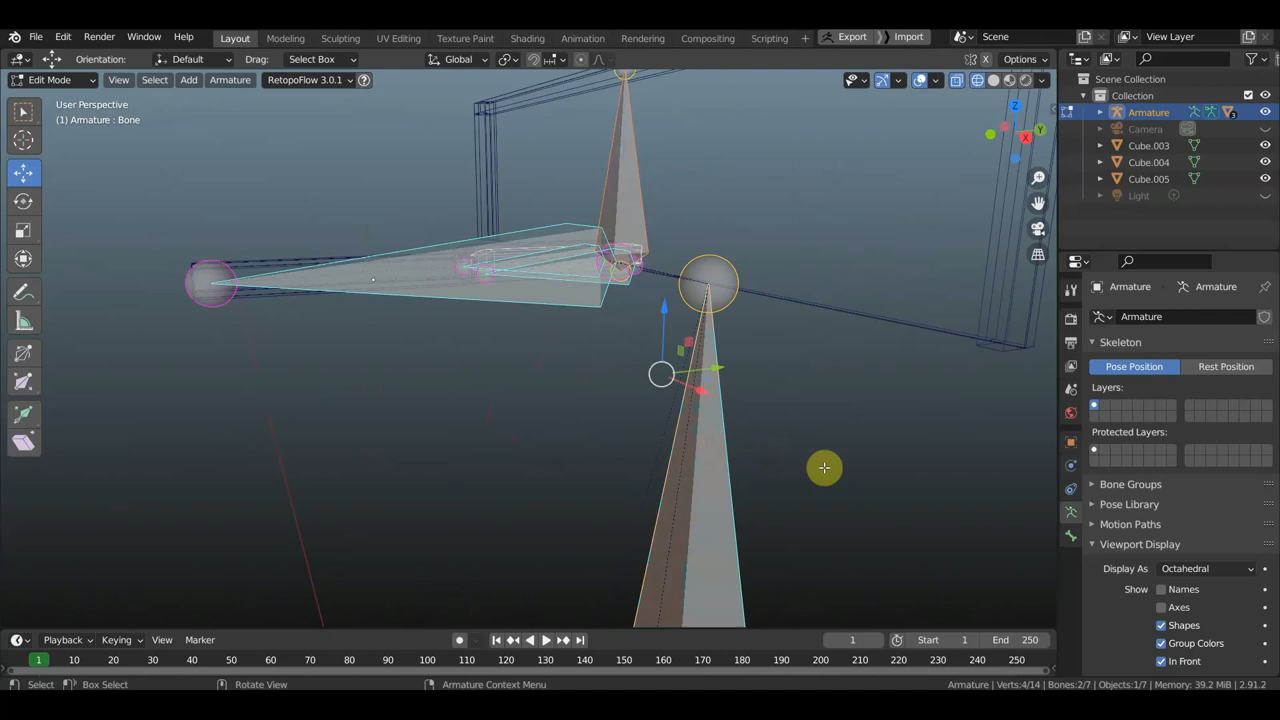 File Edit Render Window Help Layout Modeling Sculpting UV Editing Texture Paint Shading Animation Rendering Compositing Scripting + Export Import Scene View Layer
Orientation: Default Drag: Select Box Global X Options
Edit Mode View Select Add Armature RetopoFlow 3.0.1 ?
User Perspective
(1) Armature : Bone
Z
Y
X
Scene Collection
Collection
Armature 3
Camera
Cube.003
Cube.004
Cube.005
Light
Armature Armature
Armature
Skeleton
Pose Position Rest Position
Layers:
Protected Layers:
Bone Groups
Pose Library
Motion Paths
Viewport Display
Display As Octahedral
Show Names
Axes
Shapes
Group Colors
In Front
Playback Keying View Marker 1 Start 1 End 250
1 10 20 30 40 50 60 70 80 90 100 110 120 130 140 150 160 170 180 190 200 210 220 230 240 250
Select Box Select Rotate View Armature Context Menu Armature | Verts:4/14 | Bones:2/7 | Objects:1/7 | Memory: 39.2 MiB | 2.91.2